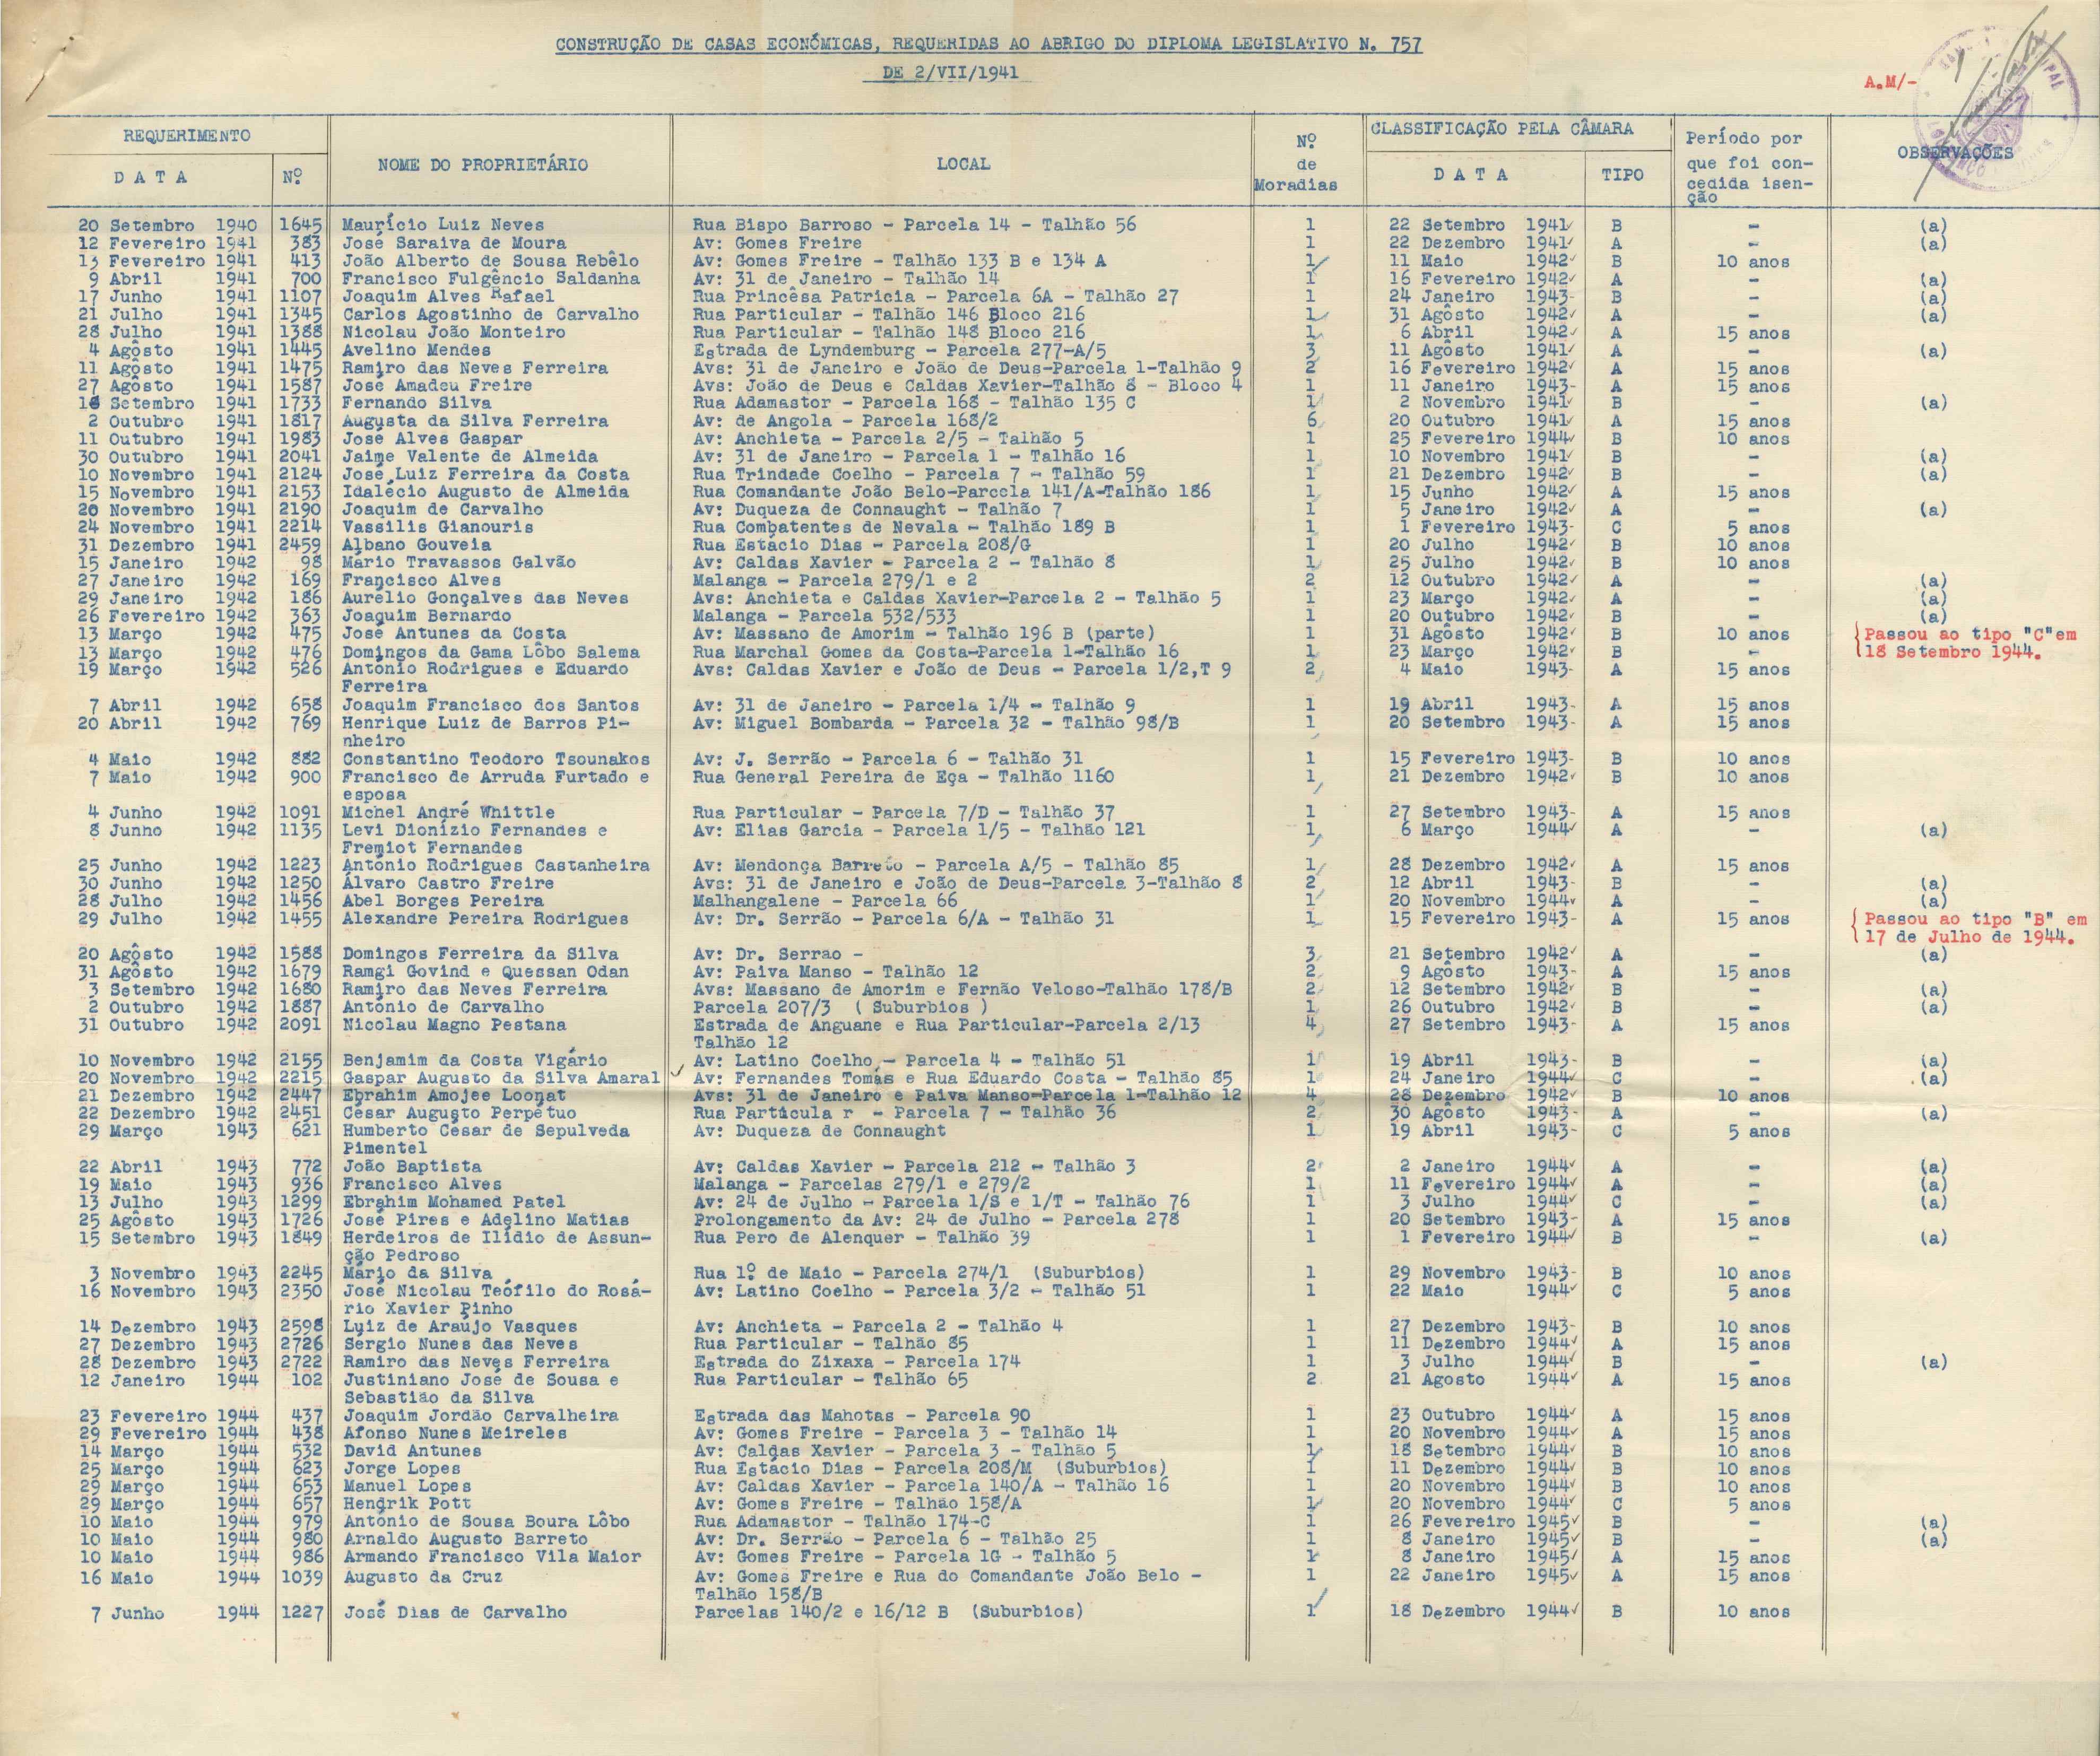 CONSTRUÇÃO DE CASAS ECONÓMICAS, REQUERIDAS AO ABRIGO DO DIPLOMA LEGISLATIVO N. 757
DE 2/VII/1941
A.M/-
REQUERIMENTO NOME DO PROPRIETÁRIO LOCAL Nº de Moradias CLASSIFICAÇÃO PELA CÂMARA Período por que foi concedida isenção OBSERVAÇÕES
DATA Nº DATA TIPO
20 Setembro 1940 1645 Maurício Luiz Neves Rua Bispo Barroso - Parcela 14 - Talhão 56 1 22 Setembro 1941 B - (a)
12 Fevereiro 1941 383 José Saraiva de Moura Av: Gomes Freire 1 22 Dezembro 1941 A - (a)
13 Fevereiro 1941 413 João Alberto de Sousa Rebêlo Av: Gomes Freire - Talhão 133 B e 134 A 1 11 Maio 1942 B 10 anos
9 Abril 1941 700 Francisco Fulgêncio Saldanha Av: 31 de Janeiro - Talhão 14 1 16 Fevereiro 1942 A - (a)
17 Junho 1941 1107 Joaquim Alves Rafael Rua Princêsa Patricia - Parcela 6A - Talhão 27 1 24 Janeiro 1943- B - (a)
21 Julho 1941 1345 Carlos Agostinho de Carvalho Rua Particular - Talhão 146 Bloco 216 1 31 Agôsto 1942 A - (a)
28 Julho 1941 1388 Nicolau João Monteiro Rua Particular - Talhão 148 Bloco 216 1 6 Abril 1942 A 15 anos
4 Agôsto 1941 1445 Avelino Mendes Estrada de Lyndemburg - Parcela 277-A/5 3 11 Agôsto 1941 A - (a)
11 Agôsto 1941 1475 Ramiro das Neves Ferreira Avs: 31 de Janeiro e João de Deus-Parcela 1-Talhão 9 2 16 Fevereiro 1942 A 15 anos
27 Agôsto 1941 1587 José Amadeu Freire Avs: João de Deus e Caldas Xavier-Talhão 8 - Bloco 4 1 11 Janeiro 1943- A 15 anos
18 Setembro 1941 1733 Fernando Silva Rua Adamastor - Parcela 168 - Talhão 135 C 1 2 Novembro 1941 B - (a)
2 Outubro 1941 1817 Augusta da Silva Ferreira Av: de Angola - Parcela 168/2 6 20 Outubro 1941 A 15 anos
11 Outubro 1941 1983 José Alves Gaspar Av: Anchieta - Parcela 2/5 - Talhão 5 1 25 Fevereiro 1944 B 10 anos
30 Outubro 1941 2041 Jaime Valente de Almeida Av: 31 de Janeiro - Parcela 1 - Talhão 16 1 10 Novembro 1941 B - (a)
10 Novembro 1941 2124 José Luiz Ferreira da Costa Rua Trindade Coelho - Parcela 7 - Talhão 59 1 21 Dezembro 1942 B - (a)
15 Novembro 1941 2153 Idalécio Augusto de Almeida Rua Comandante João Belo-Parcela 141/A-Talhão 186 1 15 Junho 1942 A 15 anos
20 Novembro 1941 2190 Joaquim de Carvalho Av: Duqueza de Connaught - Talhão 7 1 5 Janeiro 1942 A - (a)
24 Novembro 1941 2214 Vassilis Gianouris Rua Combatentes de Nevala - Talhão 189 B 1 1 Fevereiro 1943- C 5 anos
31 Dezembro 1941 2459 Albano Gouveia Rua Estácio Dias - Parcela 208/G 1 20 Julho 1942 B 10 anos
15 Janeiro 1942 98 Mário Travassos Galvão Av: Caldas Xavier - Parcela 2 - Talhão 8 1 25 Julho 1942 B 10 anos
27 Janeiro 1942 169 Francisco Alves Malanga - Parcela 279/1 e 2 2 12 Outubro 1942 A - (a)
29 Janeiro 1942 186 Aurélio Gonçalves das Neves Avs: Anchieta e Caldas Xavier-Parcela 2 - Talhão 5 1 23 Março 1942 A - (a)
26 Fevereiro 1942 363 Joaquim Bernardo Malanga - Parcela 532/533 1 20 Outubro 1942 B - (a)
13 Março 1942 475 José Antunes da Costa Av: Massano de Amorim - Talhão 196 B (parte) 1 31 Agôsto 1942 B 10 anos Passou ao tipo "C" em
13 Março 1942 476 Domingos da Gama Lôbo Salema Rua Marchal Gomes da Costa-Parcela 1-Talhão 16 1 23 Março 1942 B - 18 Setembro 1944.
19 Março 1942 526 António Rodrigues e Eduardo Avs: Caldas Xavier e João de Deus - Parcela 1/2,T 9 2 4 Maio 1943- A 15 anos
Ferreira
7 Abril 1942 658 Joaquim Francisco dos Santos Av: 31 de Janeiro - Parcela 1/4 - Talhão 9 1 19 Abril 1943- A 15 anos
20 Abril 1942 769 Henrique Luiz de Barros Pi- Av: Miguel Bombarda - Parcela 32 - Talhão 98/B 1 20 Setembro 1943- A 15 anos
nheiro
4 Maio 1942 882 Constantino Teodoro Tsounakos Av: J. Serrão - Parcela 6 - Talhão 31 1 15 Fevereiro 1943- B 10 anos
7 Maio 1942 900 Francisco de Arruda Furtado e Rua General Pereira de Eça - Talhão 1160 1 21 Dezembro 1942 B 10 anos
esposa
4 Junho 1942 1091 Michel André Whittle Rua Particular - Parcela 7/D - Talhão 37 1 27 Setembro 1943- A 15 anos
8 Junho 1942 1135 Levi Dionízio Fernandes e Av: Elias Garcia - Parcela 1/5 - Talhão 121 1 6 Março 1944 A - (a)
Fremiot Fernandes
25 Junho 1942 1223 António Rodrigues Castanheira Av: Mendonça Barreto - Parcela A/5 - Talhão 85 1 28 Dezembro 1942 A 15 anos
30 Junho 1942 1250 Álvaro Castro Freire Avs: 31 de Janeiro e João de Deus-Parcela 3-Talhão 8 2 12 Abril 1943- B - (a)
28 Julho 1942 1456 Abel Borges Pereira Malhangalene - Parcela 66 1 20 Novembro 1944 A - (a)
29 Julho 1942 1455 Alexandre Pereira Rodrigues Av: Dr. Serrão - Parcela 6/A - Talhão 31 1 15 Fevereiro 1943- A 15 anos Passou ao tipo "B" em
17 de Julho de 1944.
20 Agôsto 1942 1588 Domingos Ferreira da Silva Av: Dr. Serrao - 3 21 Setembro 1942 A - (a)
31 Agôsto 1942 1679 Ramgi Govind e Quessan Odan Av: Paiva Manso - Talhão 12 2 9 Agôsto 1943- A 15 anos
3 Setembro 1942 1680 Ramiro das Neves Ferreira Avs: Massano de Amorim e Fernão Veloso-Talhão 178/B 2 12 Setembro 1942 B - (a)
2 Outubro 1942 1887 António de Carvalho Parcela 207/3 ( Suburbios ) 1 26 Outubro 1942 B - (a)
31 Outubro 1942 2091 Nicolau Magno Pestana Estrada de Anguane e Rua Particular-Parcela 2/13 4 27 Setembro 1943- A 15 anos
Talhão 12
10 Novembro 1942 2155 Benjamim da Costa Vigário Av: Latino Coelho - Parcela 4 - Talhão 51 1 19 Abril 1943- B - (a)
20 Novembro 1942 2215 Gaspar Augusto da Silva Amaral Av: Fernandes Tomás e Rua Eduardo Costa - Talhão 85 1 24 Janeiro 1944 C - (a)
21 Dezembro 1942 2447 Ebrahim Amojee Loonat Avs: 31 de Janeiro e Paiva Manso-Parcela 1-Talhão 12 4 28 Dezembro 1942 B 10 anos
22 Dezembro 1942 2451 César Augusto Perpétuo Rua Particula r - Parcela 7 - Talhão 36 2 30 Agôsto 1943- A - (a)
29 Março 1943 621 Humberto César de Sepulveda Av: Duqueza de Connaught 1 19 Abril 1943- C 5 anos
Pimentel
22 Abril 1943 772 João Baptista Av: Caldas Xavier - Parcela 212 - Talhão 3 2 2 Janeiro 1944 A - (a)
19 Maio 1943 936 Francisco Alves Malanga - Parcelas 279/1 e 279/2 1 11 Fevereiro 1944 A - (a)
13 Julho 1943 1299 Ebrahim Mohamed Patel Av: 24 de Julho - Parcela 1/S e 1/T - Talhão 76 1 3 Julho 1944 C - (a)
25 Agôsto 1943 1726 José Pires e Adelino Matias Prolongamento da Av: 24 de Julho - Parcela 278 1 20 Setembro 1943- A 15 anos
15 Setembro 1943 1849 Herdeiros de Ilídio de Assun- Rua Pero de Alenquer - Talhão 39 1 1 Fevereiro 1944 B - (a)
ção Pedroso
3 Novembro 1943 2245 Mário da Silva Rua 1º de Maio - Parcela 274/1 (Suburbios) 1 29 Novembro 1943- B 10 anos
16 Novembro 1943 2350 José Nicolau Teófilo do Rosá- Av: Latino Coelho - Parcela 3/2 - Talhão 51 1 22 Maio 1944 C 5 anos
rio Xavier Pinho
14 Dezembro 1943 2598 Luiz de Araújo Vasques Av: Anchieta - Parcela 2 - Talhão 4 1 27 Dezembro 1943- B 10 anos
27 Dezembro 1943 2726 Sergio Nunes das Neves Rua Particular - Talhão 85 1 11 Dezembro 1944 A 15 anos
28 Dezembro 1943 2722 Ramiro das Neves Ferreira Estrada do Zixaxa - Parcela 174 1 3 Julho 1944 B - (a)
12 Janeiro 1944 102 Justiniano José de Sousa e Rua Particular - Talhão 65 2 21 Agosto 1944 A 15 anos
Sebastião da Silva
23 Fevereiro 1944 437 Joaquim Jordão Carvalheira Estrada das Mahotas - Parcela 90 1 23 Outubro 1944 A 15 anos
29 Fevereiro 1944 438 Afonso Nunes Meireles Av: Gomes Freire - Parcela 3 - Talhão 14 1 20 Novembro 1944 A 15 anos
14 Março 1944 532 David Antunes Av: Caldas Xavier - Parcela 3 - Talhão 5 1 18 Setembro 1944 B 10 anos
25 Março 1944 623 Jorge Lopes Rua Estácio Dias - Parcela 208/M (Suburbios) 1 11 Dezembro 1944 B 10 anos
29 Março 1944 653 Manuel Lopes Av: Caldas Xavier - Parcela 140/A - Talhão 16 1 20 Novembro 1944 B 10 anos
29 Março 1944 657 Hendrik Pott Av: Gomes Freire - Talhão 158/A 1 20 Novembro 1944 C 5 anos
10 Maio 1944 979 António de Sousa Boura Lôbo Rua Adamastor - Talhão 174-C 1 26 Fevereiro 1945 B - (a)
10 Maio 1944 980 Arnaldo Augusto Barreto Av: Dr. Serrão - Parcela 6 - Talhão 25 1 8 Janeiro 1945 B - (a)
10 Maio 1944 986 Armando Francisco Vila Maior Av: Gomes Freire - Parcela 1G - Talhão 5 1 8 Janeiro 1945 A 15 anos
16 Maio 1944 1039 Augusto da Cruz Av: Gomes Freire e Rua do Comandante João Belo - 1 22 Janeiro 1945 A 15 anos
Talhão 158/B
7 Junho 1944 1227 José Dias de Carvalho Parcelas 140/2 e 16/12 B (Suburbios) 1 18 Dezembro 1944 B 10 anos